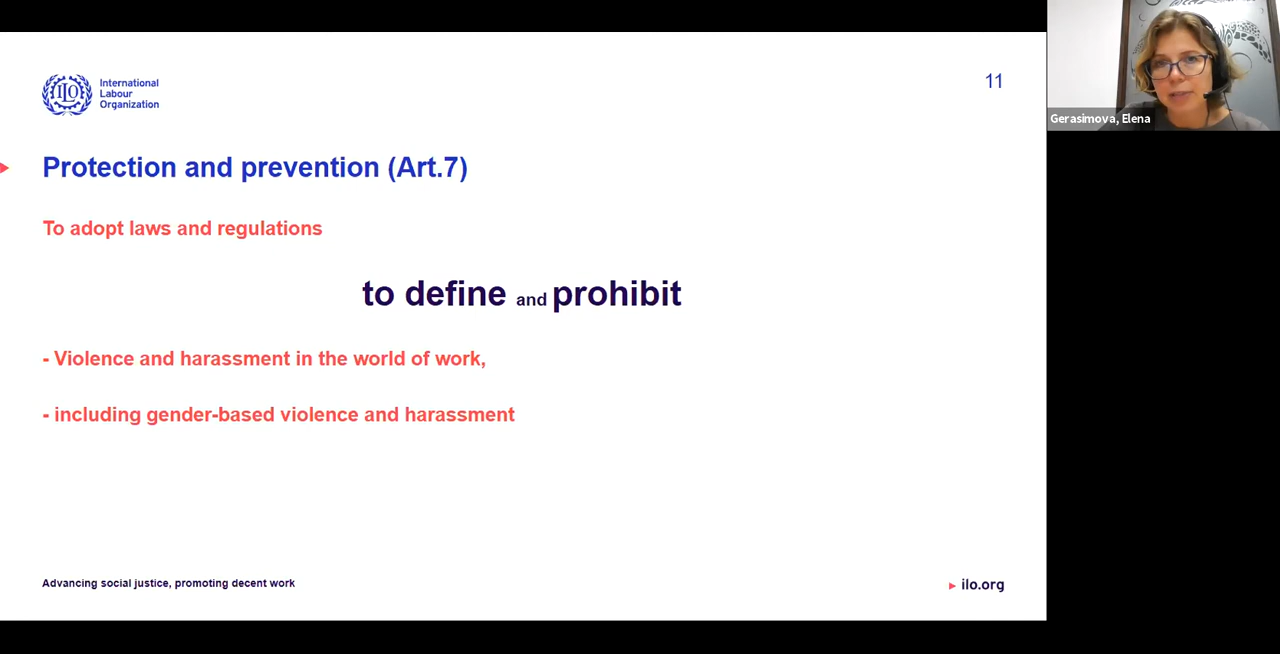 ILO
International
Labour
Organization
11
Gerasimova, Elena
Protection and prevention (Art.7)
To adopt laws and regulations
to define and prohibit
- Violence and harassment in the world of work,
- including gender-based violence and harassment
Advancing social justice, promoting decent work
ilo.org